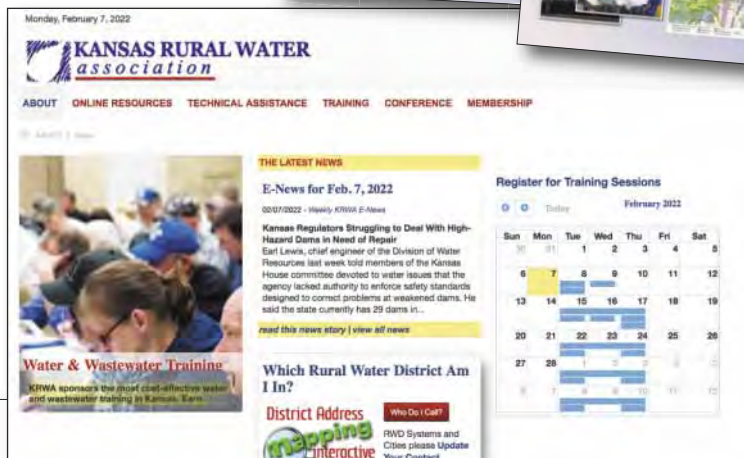 Monday, February 7, 2022
KANSAS RURAL WATER
association
ABOUT ONLINE RESOURCES TECHNICAL ASSISTANCE TRAINING CONFERENCE MEMBERSHIP
THE LATEST NEWS
E-News for Feb. 7, 2022
02/07/2022 - Weekly KRWA E-News
Kansas Regulators Struggling to Deal With High-
Hazard Dams in Need of Repair
Earl Lewis, chief engineer of the Division of Water
Resources last week told members of the Kansas
House committee devoted to water issues that the
agency lacked authority to enforce safety standards
designed to correct problems at weakened dams. He
said the state currently has 29 dams in...
read this news story | view all news
Water & Wastewater Training
KRWA sponsors the most cost-effective water
and wastewater training in Kansas. Earn
Which Rural Water District Am
I In?
District Address
mapping
interactive
Who Do I Call?
RWD Systems and
Cities please Update
Your Contact
Register for Training Sessions
Today February 2022
Sun Mon Tue Wed Thu Fri Sat
30 31 1 2 3 4 5
6 7 8 9 10 11 12
13 14 15 16 17 18 19
20 21 22 23 24 25 26
27 28 1 2 3 4 5
6 7 8 9 10 11 12